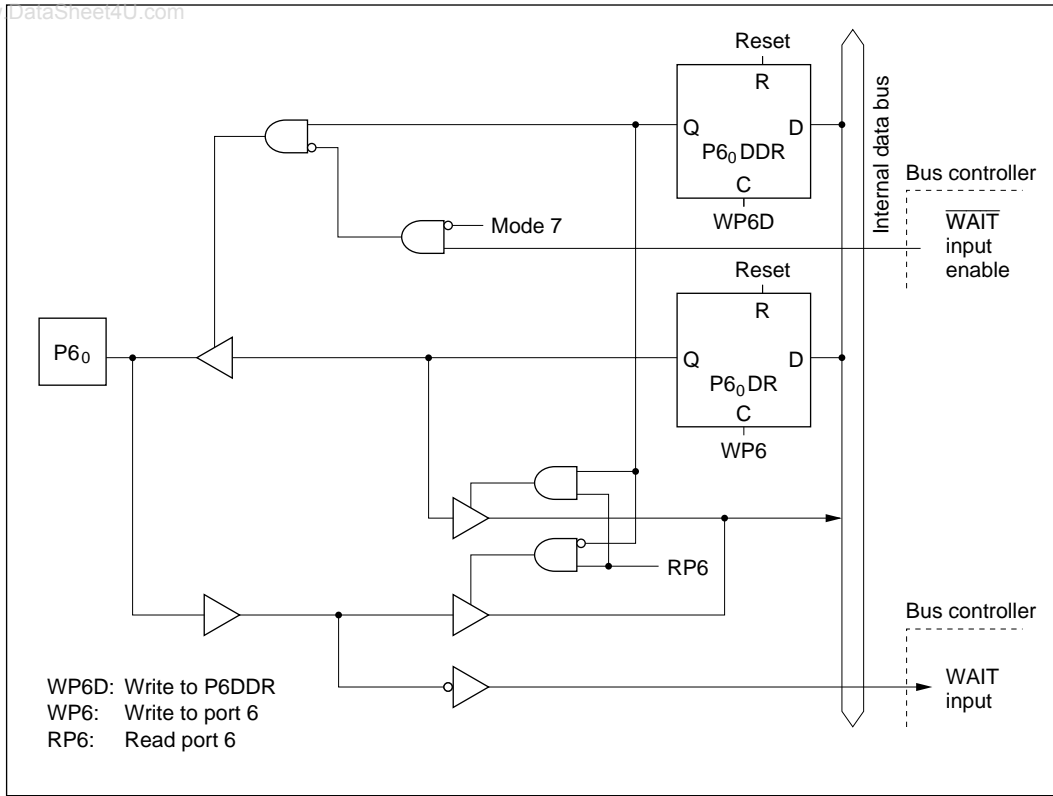 .DataSheet4U.com
Reset
R
Q
D
P6₀DDR
C
WP6D
Internal data bus
Bus controller
W̅A̅I̅T̅
input
enable
Mode 7
Reset
R
Q
D
P6₀DR
C
WP6
P6₀
RP6
Bus controller
WAIT
input
WP6D: Write to P6DDR
WP6: Write to port 6
RP6: Read port 6